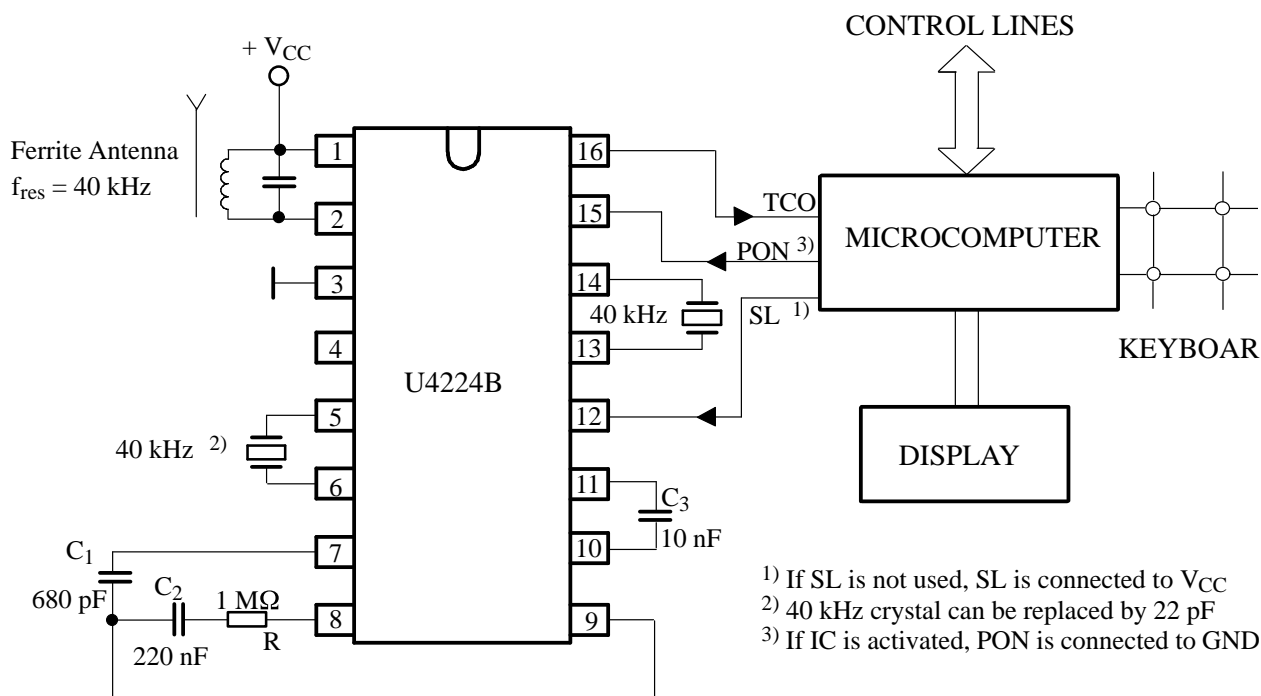 CONTROL LINES
+ VCC
Ferrite Antenna
fres = 40 kHz
1
2
3
4
5
6
7
8
U4224B
16
15
14
13
12
11
10
9
TCO
PON 3)
SL 1)
40 kHz
40 kHz 2)
MICROCOMPUTER
KEYBOAR
DISPLAY
C1
680 pF
C2
220 nF
1 MΩ
R
C3
10 nF
1) If SL is not used, SL is connected to VCC
2) 40 kHz crystal can be replaced by 22 pF
3) If IC is activated, PON is connected to GND